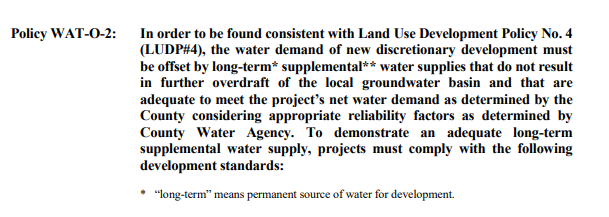 Policy WAT-O-2: In order to be found consistent with Land Use Development Policy No. 4
(LUDP#4), the water demand of new discretionary development must
be offset by long-term* supplemental** water supplies that do not result
in further overdraft of the local groundwater basin and that are
adequate to meet the project's net water demand as determined by the
County considering appropriate reliability factors as determined by
County Water Agency. To demonstrate an adequate long-term
supplemental water supply, projects must comply with the following
development standards:
* "long-term" means permanent source of water for development.